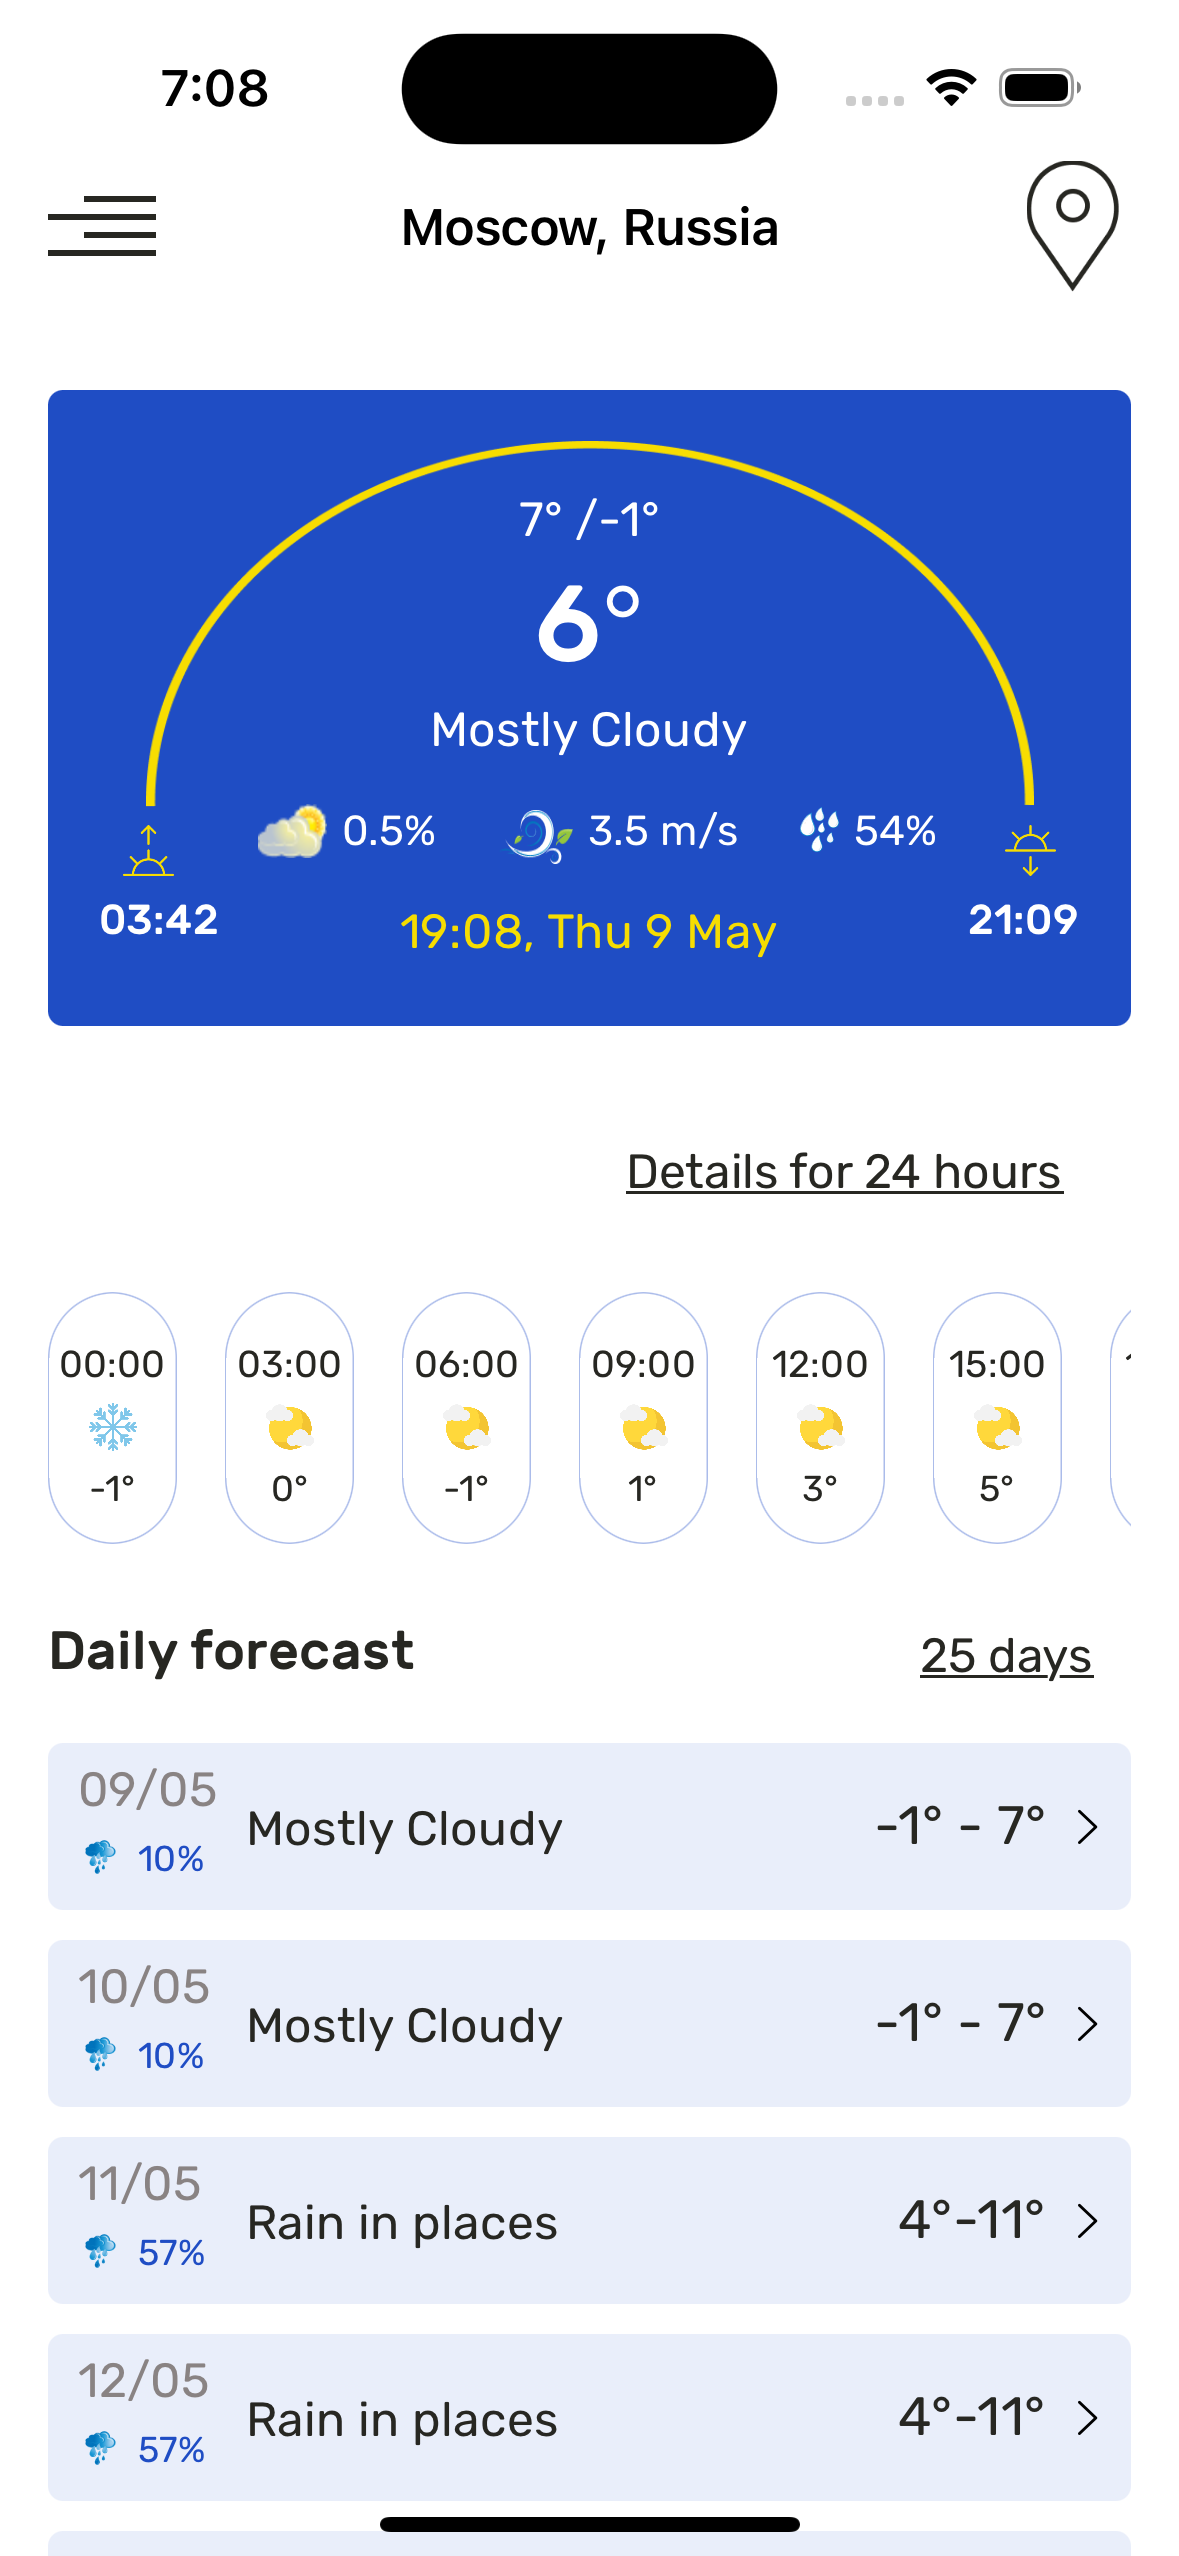 7:08
Moscow, Russia
7° /-1°
6°
Mostly Cloudy
0.5% 3.5 m/s 54%
03:42 19:08, Thu 9 May 21:09
Details for 24 hours
00:00 03:00 06:00 09:00 12:00 15:00
-1° 0° -1° 1° 3° 5°
Daily forecast 25 days
09/05
Mostly Cloudy -1° - 7°
10%
10/05
Mostly Cloudy -1° - 7°
10%
11/05
Rain in places 4°-11°
57%
12/05
Rain in places 4°-11°
57%